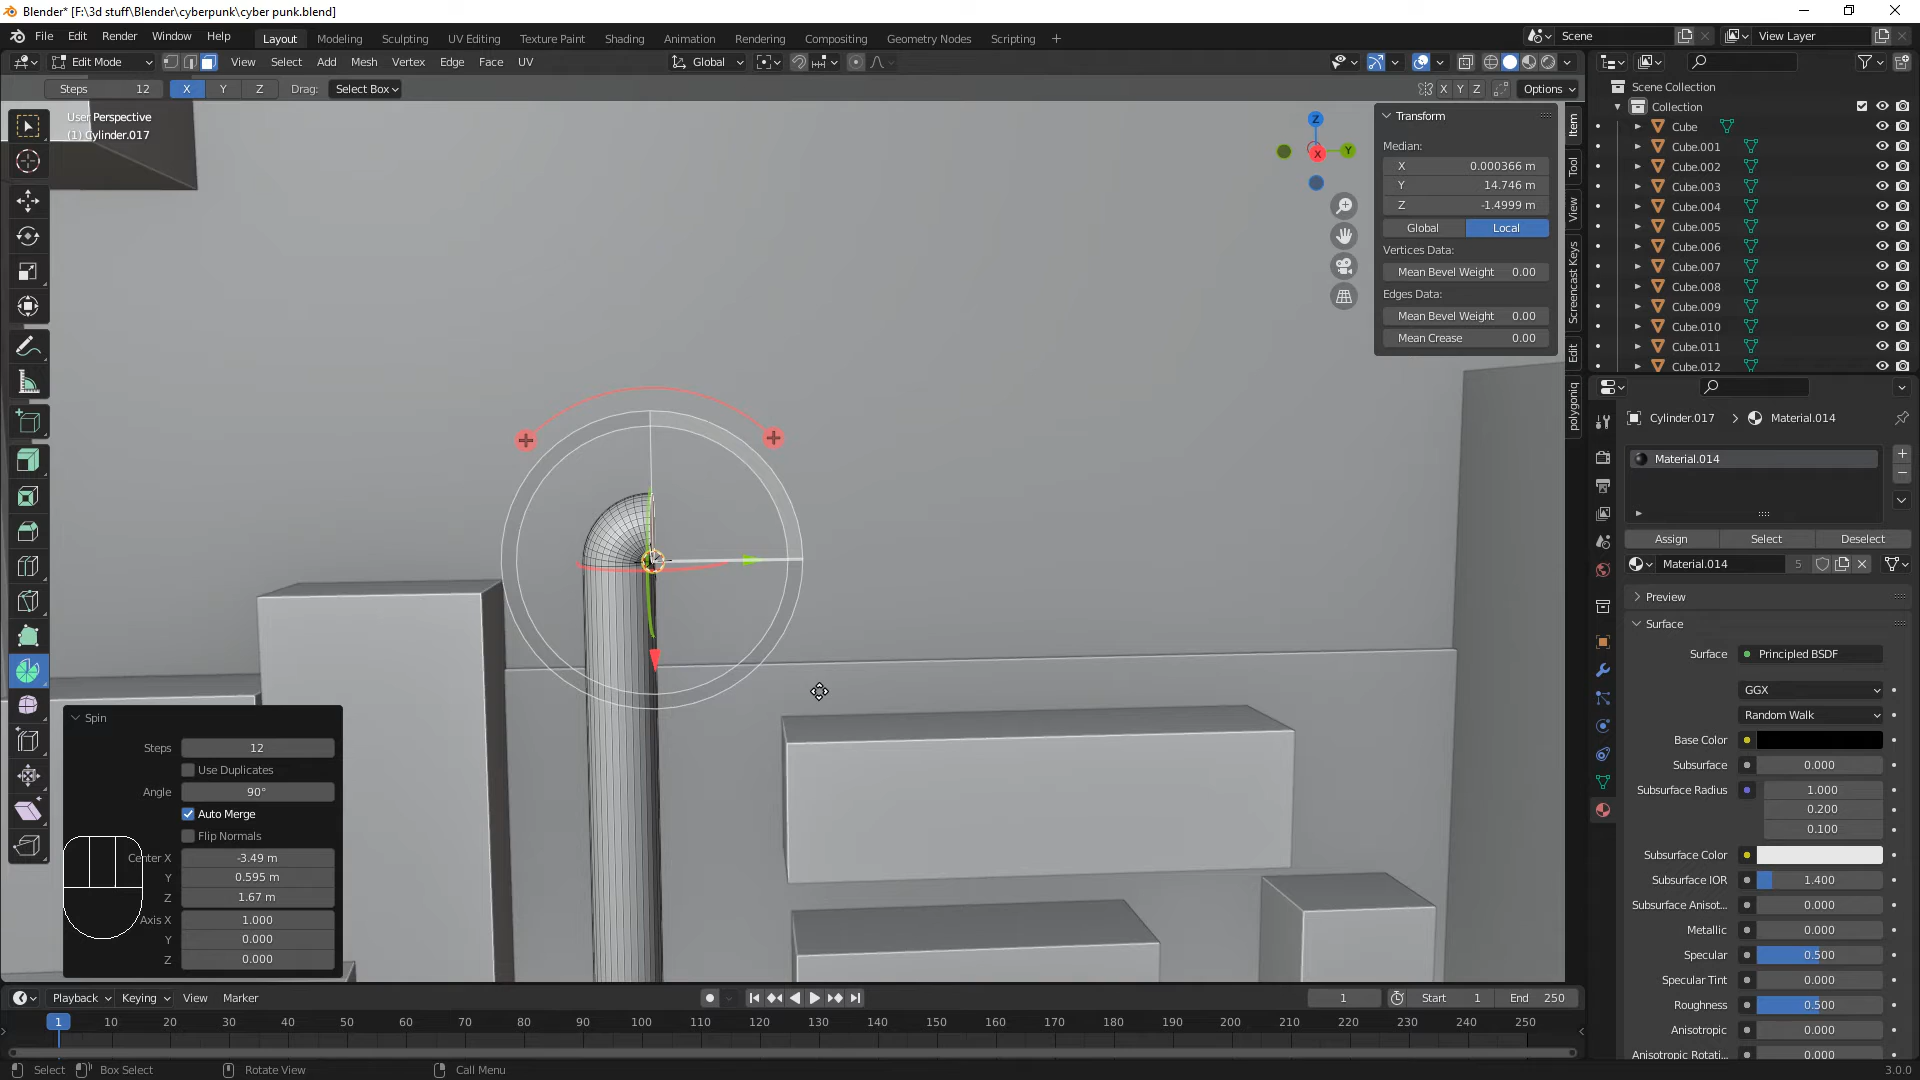 Blender* [F:\3d stuff\Blender\cyberpunk\cyber punk.blend]
File Edit Render Window Help Layout Modeling Sculpting UV Editing Texture Paint Shading Animation Rendering Compositing Geometry Nodes Scripting + Scene View Layer
Edit Mode View Select Add Mesh Vertex Edge Face UV Global
Steps 12 X Y Z Drag: Select Box X Y Z Options
User Perspective
(1) Cylinder.017
Z
Y
X
Transform
Median:
X 0.000366 m
Y 14.746 m
Z -1.4999 m
Global Local
Vertices Data:
Mean Bevel Weight 0.00
Edges Data:
Mean Bevel Weight 0.00
Mean Crease 0.00
Item
Tool
View
Screencast Keys
Edit
polygoniq
Scene Collection
Collection
Cube
Cube.001
Cube.002
Cube.003
Cube.004
Cube.005
Cube.006
Cube.007
Cube.008
Cube.009
Cube.010
Cube.011
Cube.012
Cylinder.017 > Material.014
Material.014
Assign Select Deselect
Material.014 5
Preview
Surface
Surface Principled BSDF
GGX
Random Walk
Base Color
Subsurface 0.000
Subsurface Radius 1.000
0.200
0.100
Subsurface Color
Subsurface IOR 1.400
Subsurface Anisot... 0.000
Metallic 0.000
Specular 0.500
Specular Tint 0.000
Roughness 0.500
Anisotropic 0.000
Anisotropic Rotati... 0.000
Spin
Steps 12
Use Duplicates
Angle 90°
Auto Merge
Flip Normals
Center X -3.49 m
Y 0.595 m
Z 1.67 m
Axis X 1.000
Y 0.000
Z 0.000
Playback Keying View Marker 1 Start 1 End 250
1 10 20 30 40 50 60 70 80 90 100 110 120 130 140 150 160 170 180 190 200 210 220 230 240 250
Select Box Select Rotate View Call Menu 3.0.0